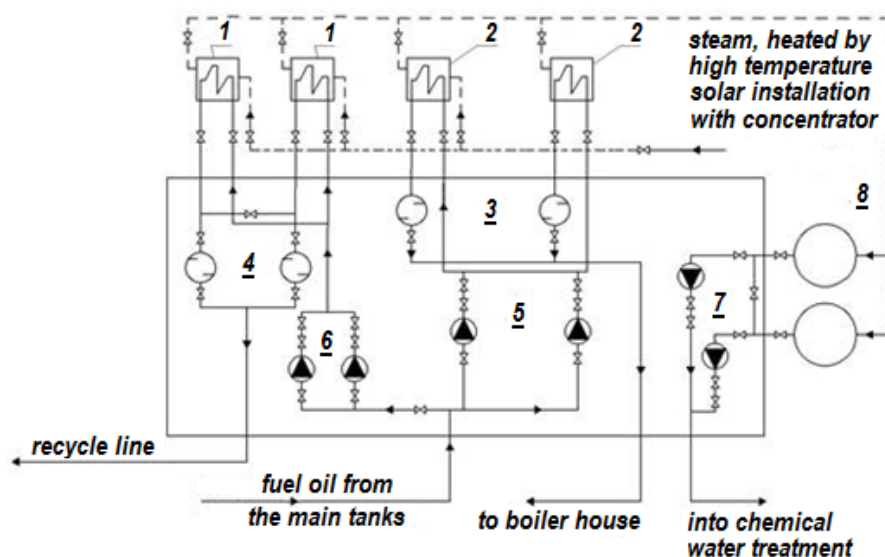 1
1
2
2
steam, heated by
high temperature
solar installation
with concentrator
3
8
4
5
7
6
recycle line
fuel oil from
the main tanks
to boiler house
into chemical
water treatment